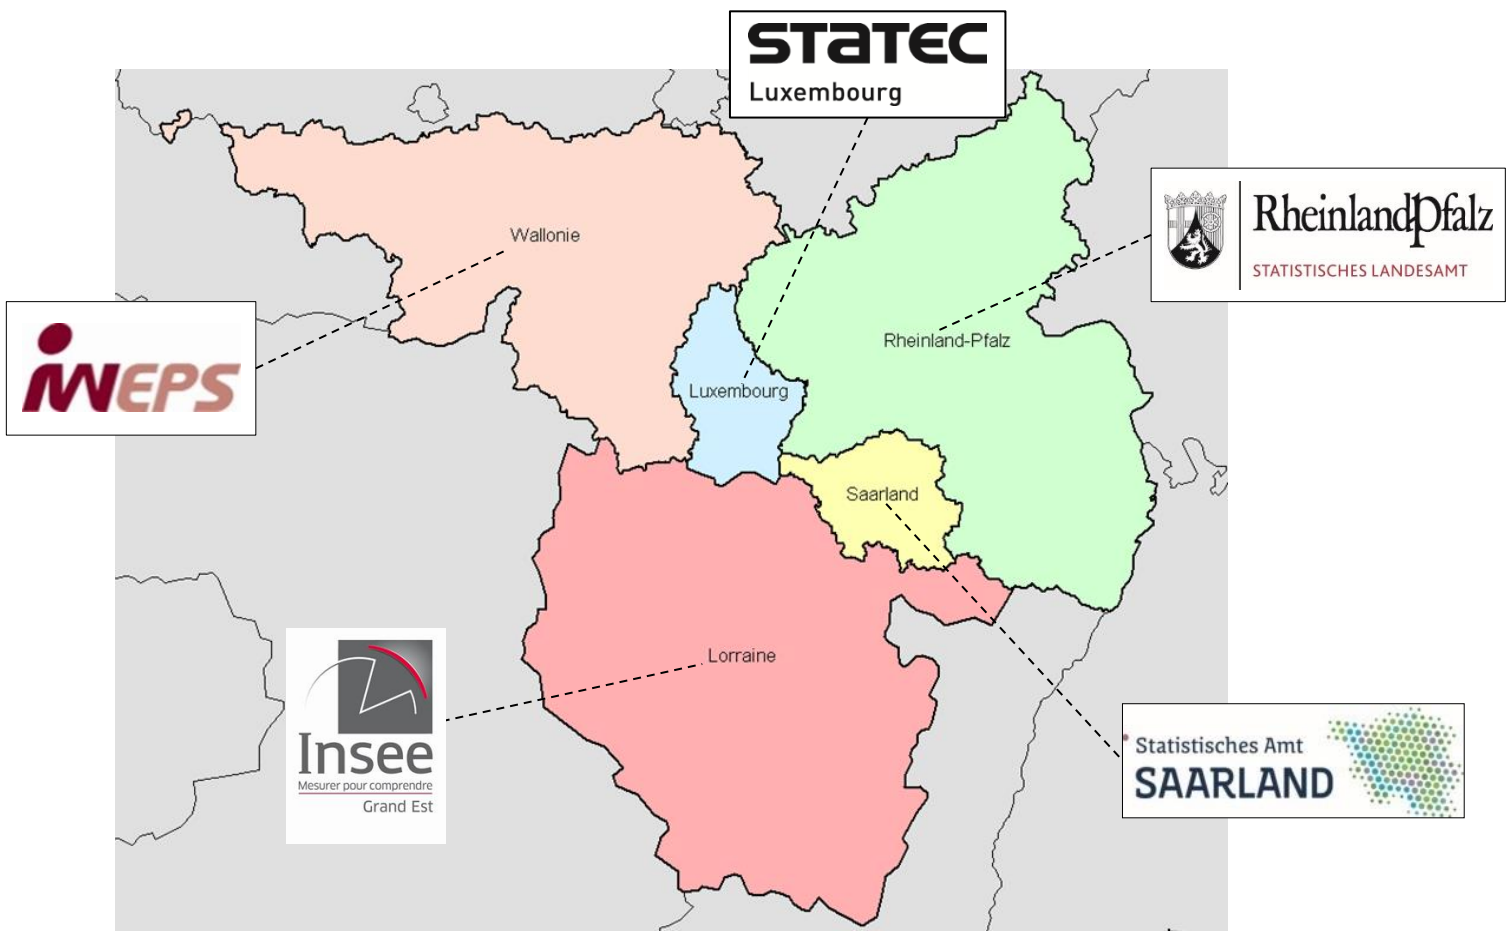 STATEC
Luxembourg
Rheinland-Pfalz
STATISTISCHES LANDESAMT
Wallonie
iWEPS
Rheinland-Pfalz
Luxembourg
Saarland
Lorraine
Insee
Mesurer pour comprendre
Grand Est
Statistisches Amt
SAARLAND